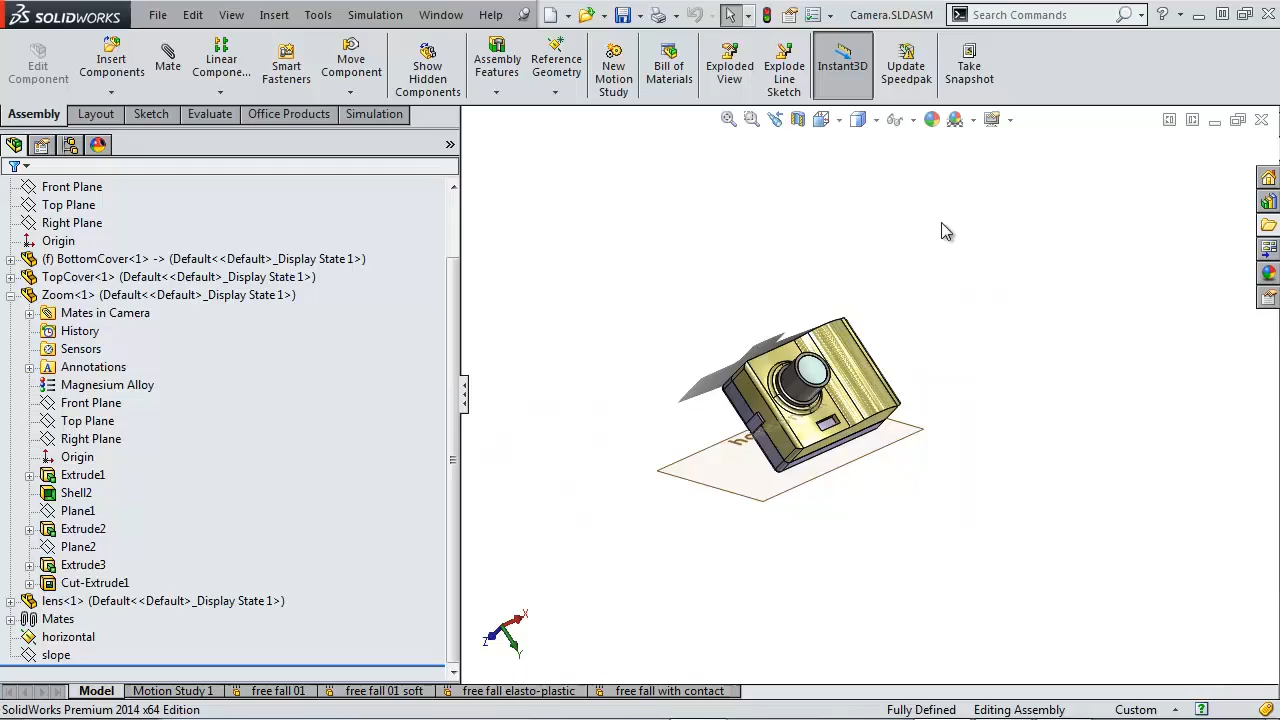 SOLIDWORKS File Edit View Insert Tools Simulation Window Help Camera.SLDASM Search Commands ?
Edit Component
Insert Components
Mate
Linear Compone...
Smart Fasteners
Move Component
Show Hidden Components
Assembly Features
Reference Geometry
New Motion Study
Bill of Materials
Exploded View
Explode Line Sketch
Instant3D
Update Speedpak
Take Snapshot
Assembly Layout Sketch Evaluate Office Products Simulation
Front Plane
Top Plane
Right Plane
Origin
(f) BottomCover<1> -> (Default<<Default>_Display State 1>)
TopCover<1> (Default<<Default>_Display State 1>)
Zoom<1> (Default<<Default>_Display State 1>)
Mates in Camera
History
Sensors
Annotations
Magnesium Alloy
Front Plane
Top Plane
Right Plane
Origin
Extrude1
Shell2
Plane1
Extrude2
Plane2
Extrude3
Cut-Extrude1
lens<1> (Default<<Default>_Display State 1>)
Mates
horizontal
slope
X
Y
Z
Model Motion Study 1 free fall 01 free fall 01 soft free fall elasto-plastic free fall with contact
SolidWorks Premium 2014 x64 Edition Fully Defined Editing Assembly Custom ?